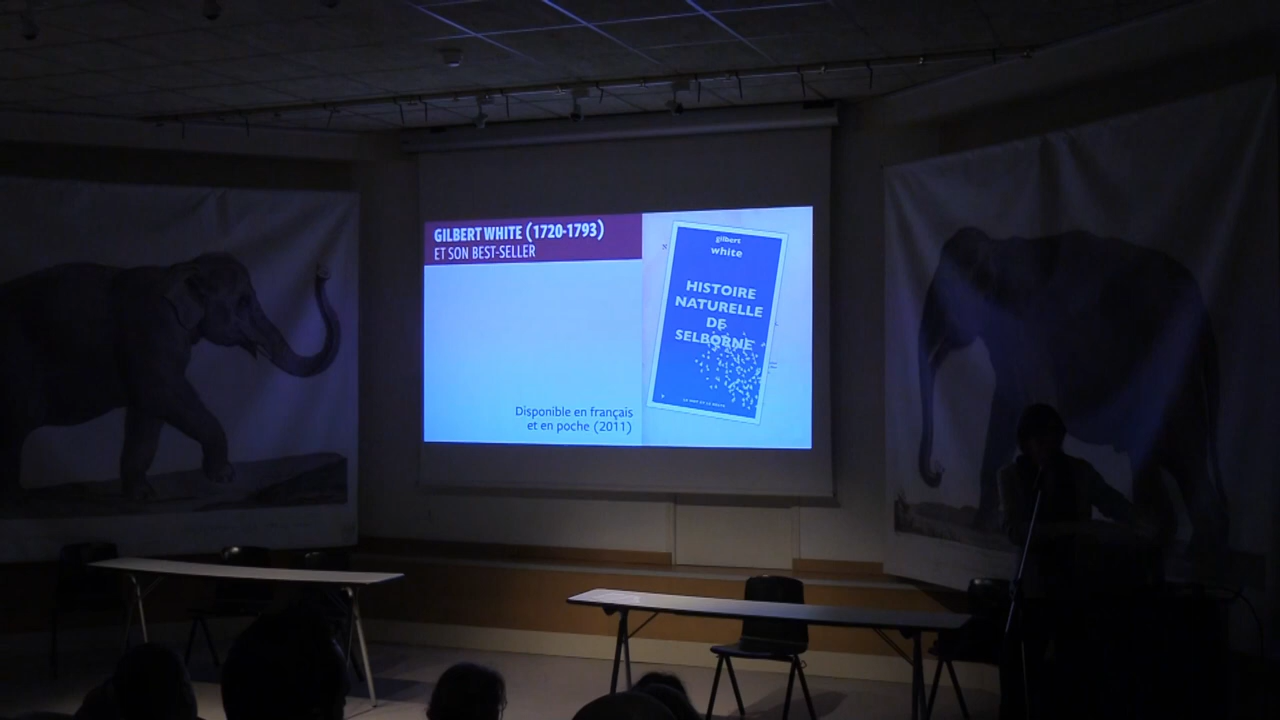 GILBERT WHITE (1720-1793)
ET SON BEST-SELLER
gilbert
white
HISTOIRE
NATURELLE
DE
SELBORNE
Disponible en français
et en poche (2011)